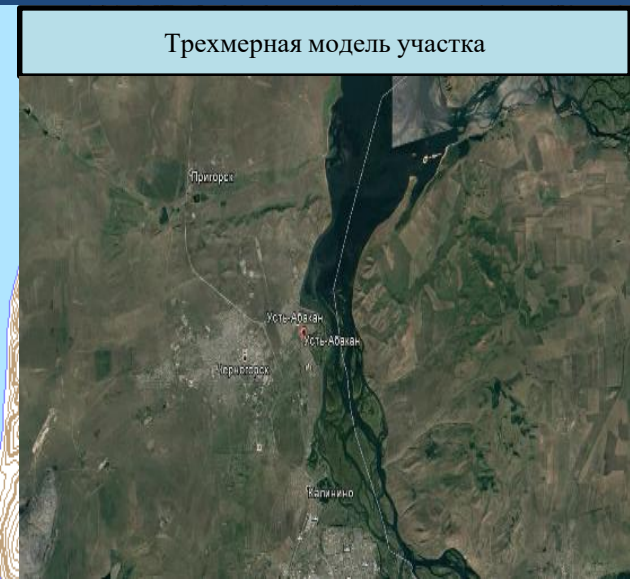 Трехмерная модель участка
Пригорск
Усть-Абакан
Усть-Абакан
Черногорск
Калинино